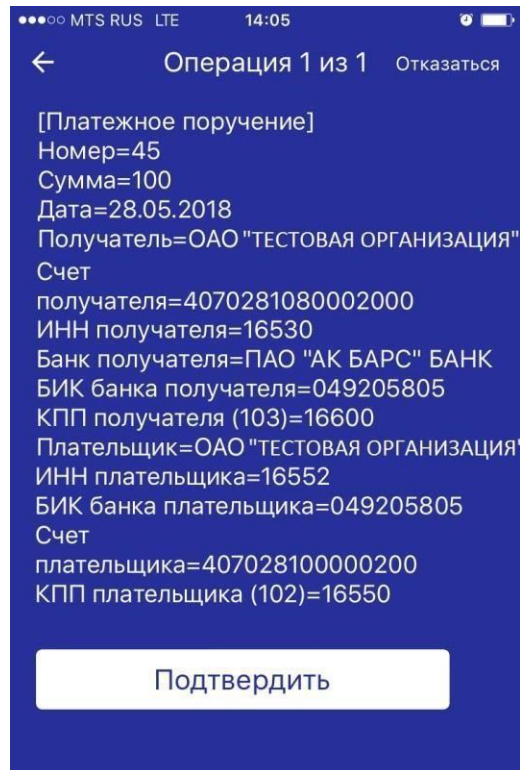 MTS RUS LTE 14:05
Операция 1 из 1 Отказаться
[Платежное поручение]
Номер=45
Сумма=100
Дата=28.05.2018
Получатель=ОАО "ТЕСТОВАЯ ОРГАНИЗАЦИЯ"
Счет
получателя=4070281080002000
ИНН получателя=16530
Банк получателя=ПАО "АК БАРС" БАНК
БИК банка получателя=049205805
КПП получателя (103)=16600
Плательщик=ОАО "ТЕСТОВАЯ ОРГАНИЗАЦИЯ"
ИНН плательщика=16552
БИК банка плательщика=049205805
Счет
плательщика=407028100000200
КПП плательщика (102)=16550
Подтвердить